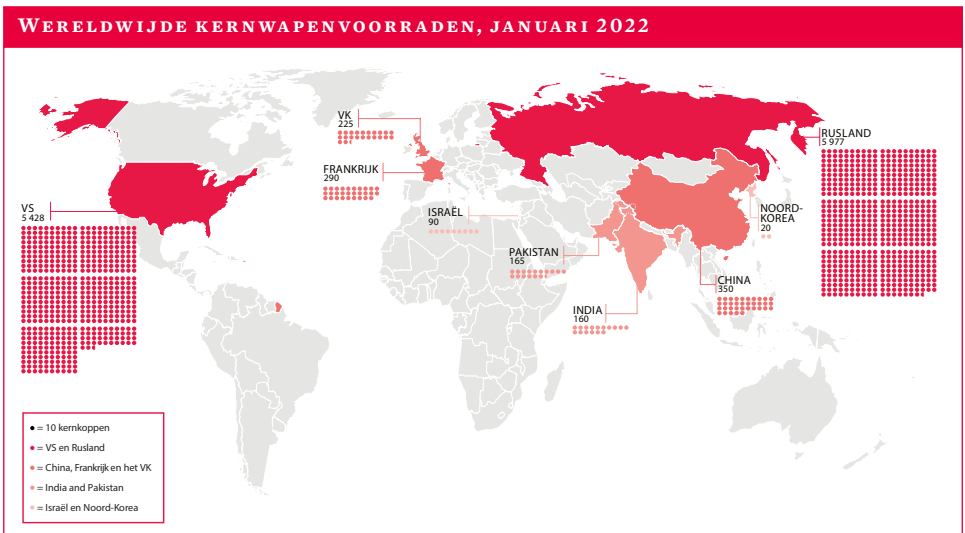 Wereldwijde kernwapenvoorraden, januari 2022
VK
225
FRANKRIJK
290
RUSLAND
5 977
VS
5 428
ISRAËL
90
NOORD-
KOREA
20
PAKISTAN
165
CHINA
350
INDIA
160
= 10 kernkoppen
= VS en Rusland
= China, Frankrijk en het VK
= India and Pakistan
= Israël en Noord-Korea